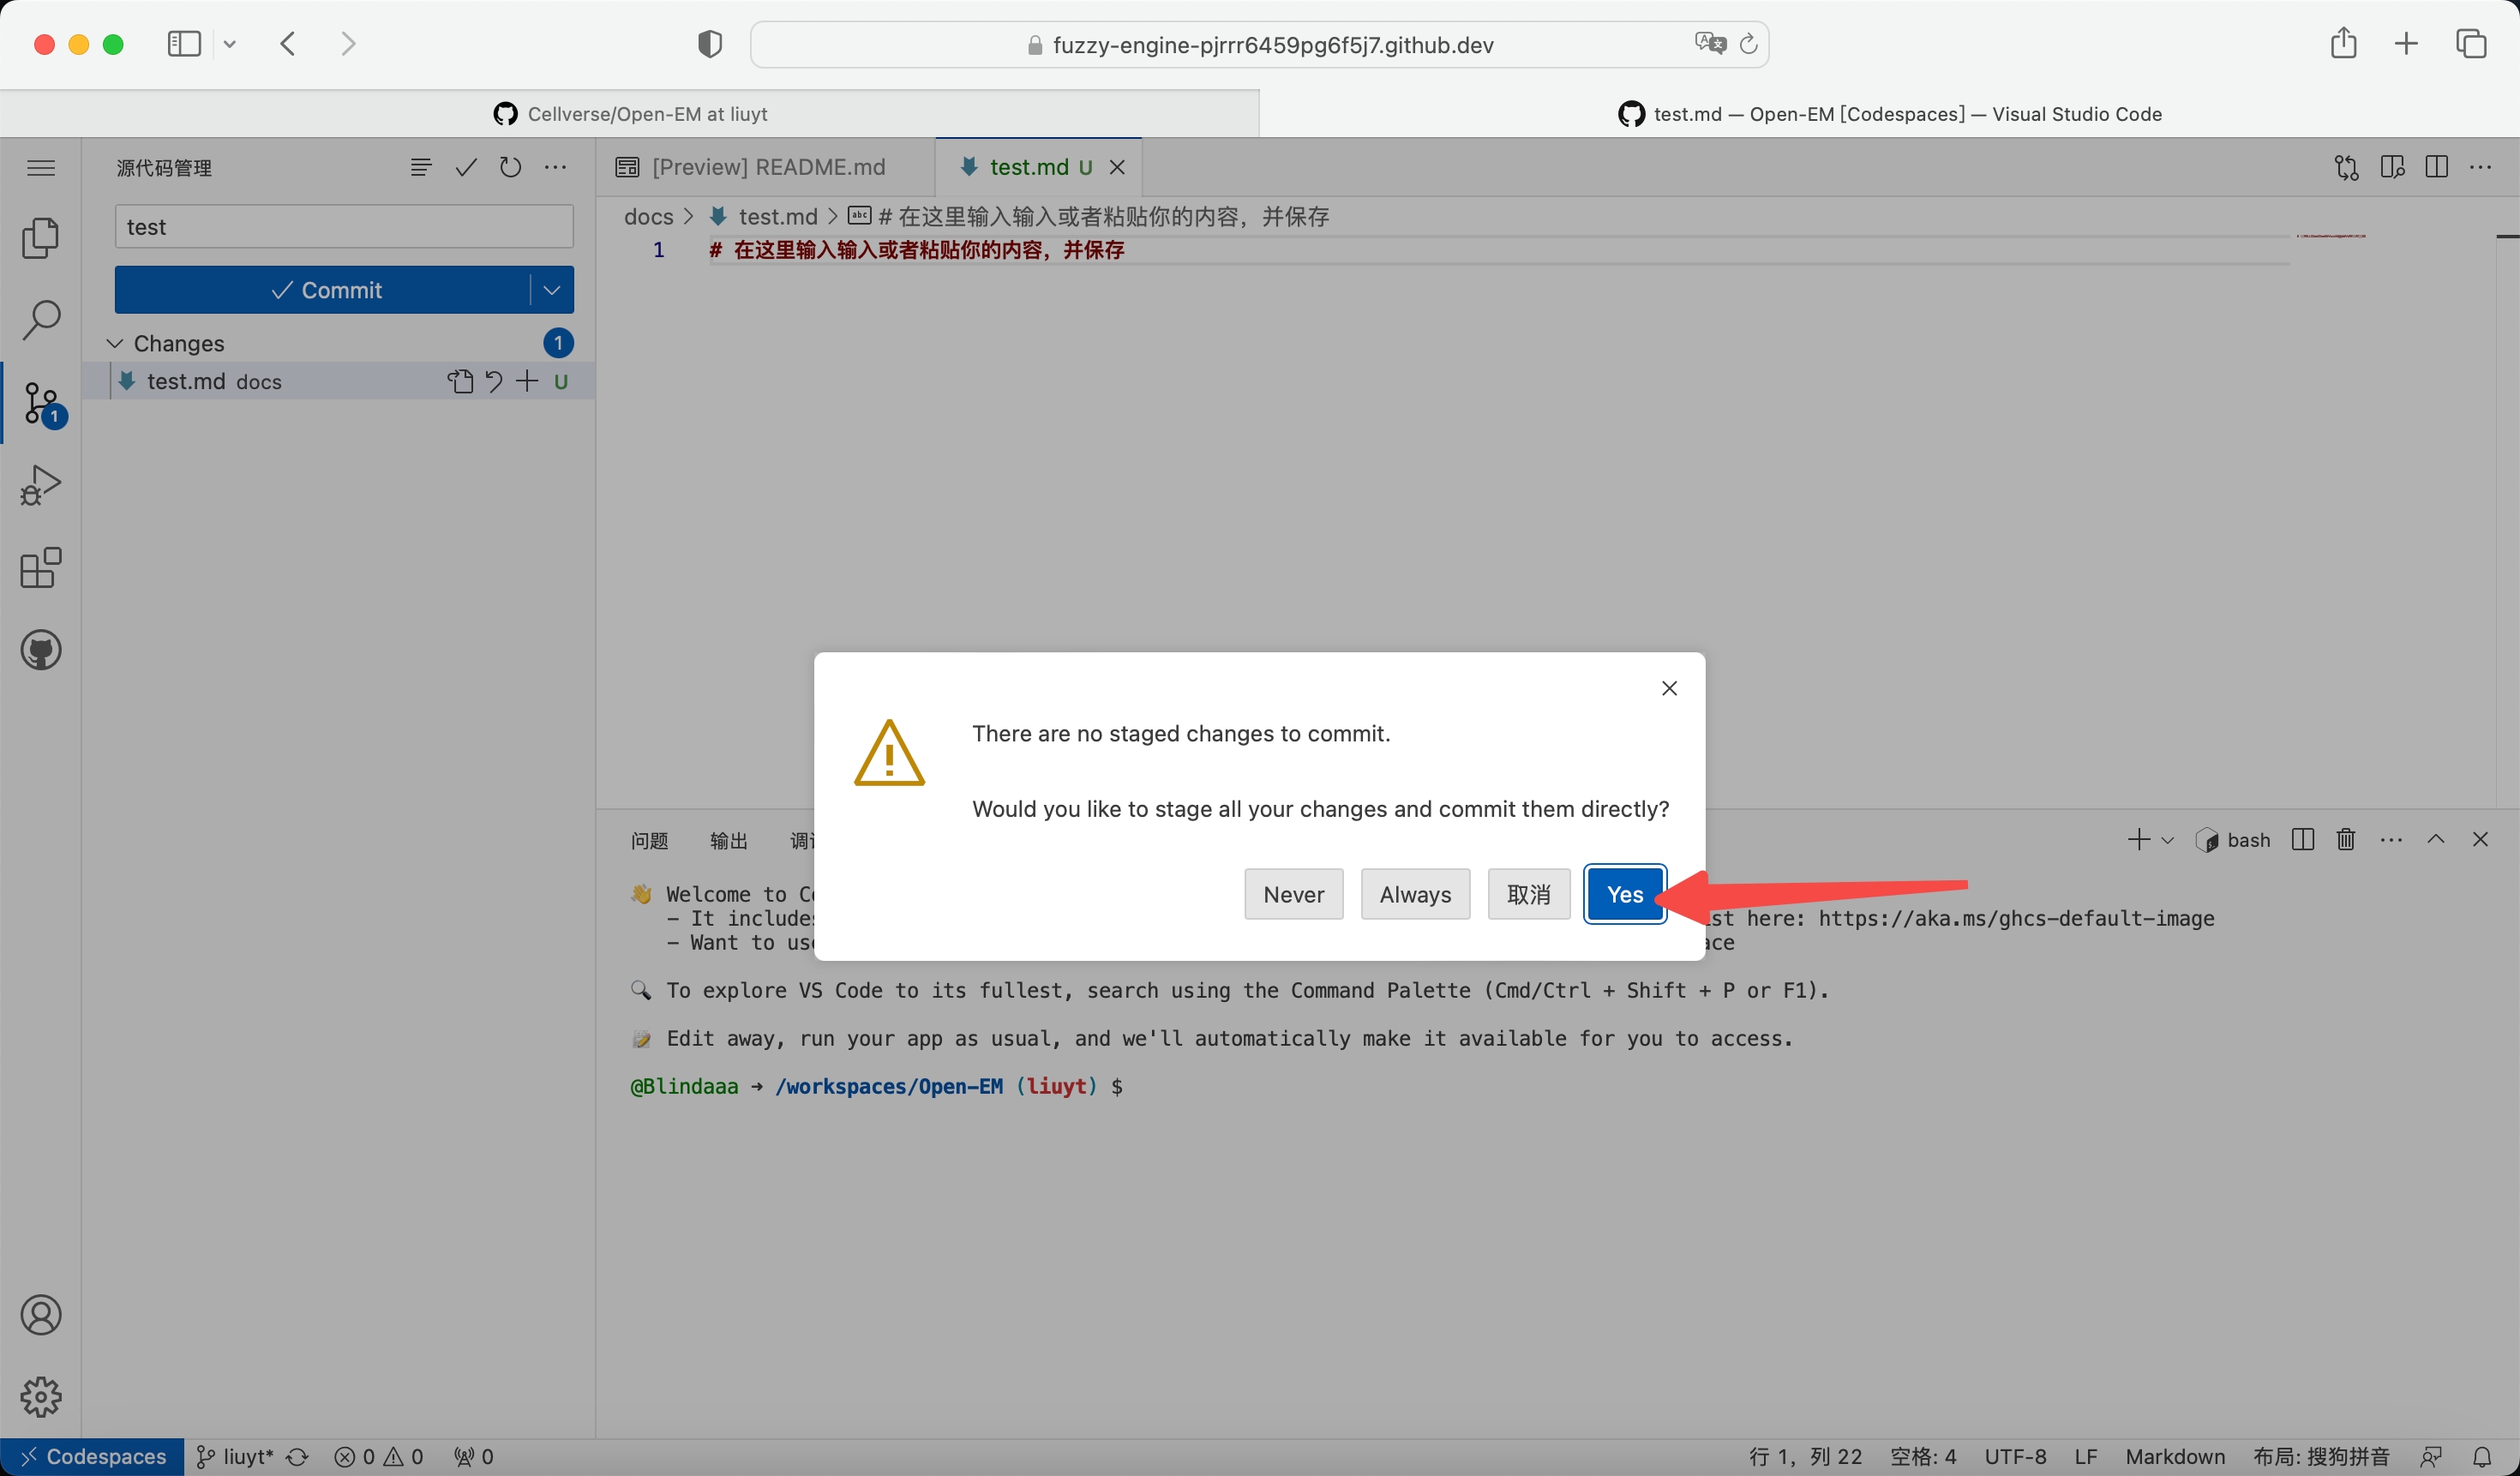 fuzzy-engine-pjrrr6459pg6f5j7.github.dev
Cellverse/Open-EM at liuyt
test.md — Open-EM [Codespaces] — Visual Studio Code
源代码管理
[Preview] README.md
test.md U
test
docs > test.md > abc # 在这里输入输入或者粘贴你的内容，并保存
1 # 在这里输入输入或者粘贴你的内容，并保存
Commit
Changes 1
test.md docs U
1
There are no staged changes to commit.
Would you like to stage all your changes and commit them directly?
Never Always 取消 Yes
问题 输出 调 bash
Welcome to C
- It includes st here: https://aka.ms/ghcs-default-image
- Want to us ace
To explore VS Code to its fullest, search using the Command Palette (Cmd/Ctrl + Shift + P or F1).
Edit away, run your app as usual, and we'll automatically make it available for you to access.
@Blindaaa → /workspaces/Open-EM (liuyt) $
Codespaces liuyt* 0 0 0 行 1，列 22 空格: 4 UTF-8 LF Markdown 布局: 搜狗拼音